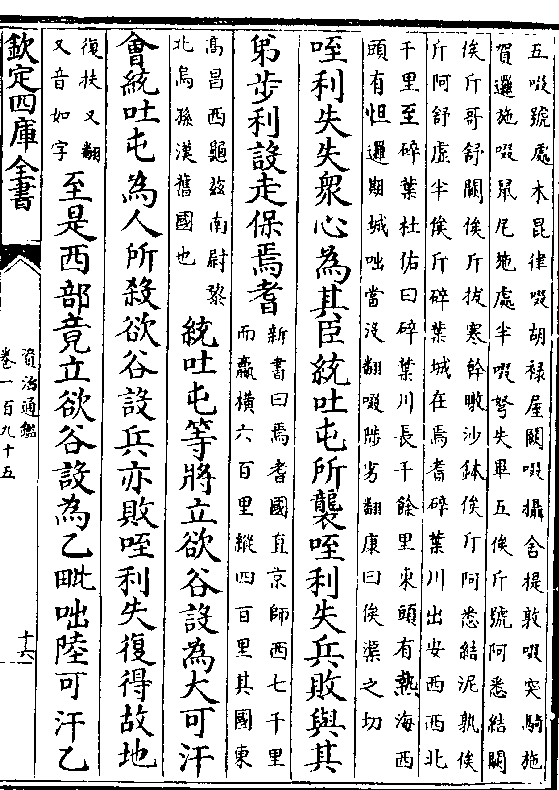 五啜號處木昆律啜胡祿屋闕啜攝舍提敦啜突騎施
賀邏施啜鼠尼施處半啜弩失畢五俟斤號阿悉結闕
俟斤哥舒闕俟斤拔寒幹暾沙鉢俟斤阿悉結泥孰俟
斤阿舒虛半俟斤碎葉城在焉耆碎葉川出安西西北
千里至碎葉杜佑曰碎葉川長千餘里東頭有熱海西
頭有怛邏期城咄當沒翻啜陟劣翻康曰俟渠之切
咥利失失衆心為其臣統吐屯所襲咥利失兵敗與其
弟步利設走保焉耆
新書曰焉耆國直京師西七千里
而贏橫六百里縱四百里其國東
高昌西龜兹南尉黎
北烏孫漢舊國也
統吐屯等將立欲谷設為大可汗
會統吐屯為人所殺欲谷設兵亦敗咥利失復得故地
復扶又翻
又音如字
至是西部竟立欲谷設為乙毗咄陸可汗乙
欽定四庫全書
資治通鑑
卷一百九十五
十六